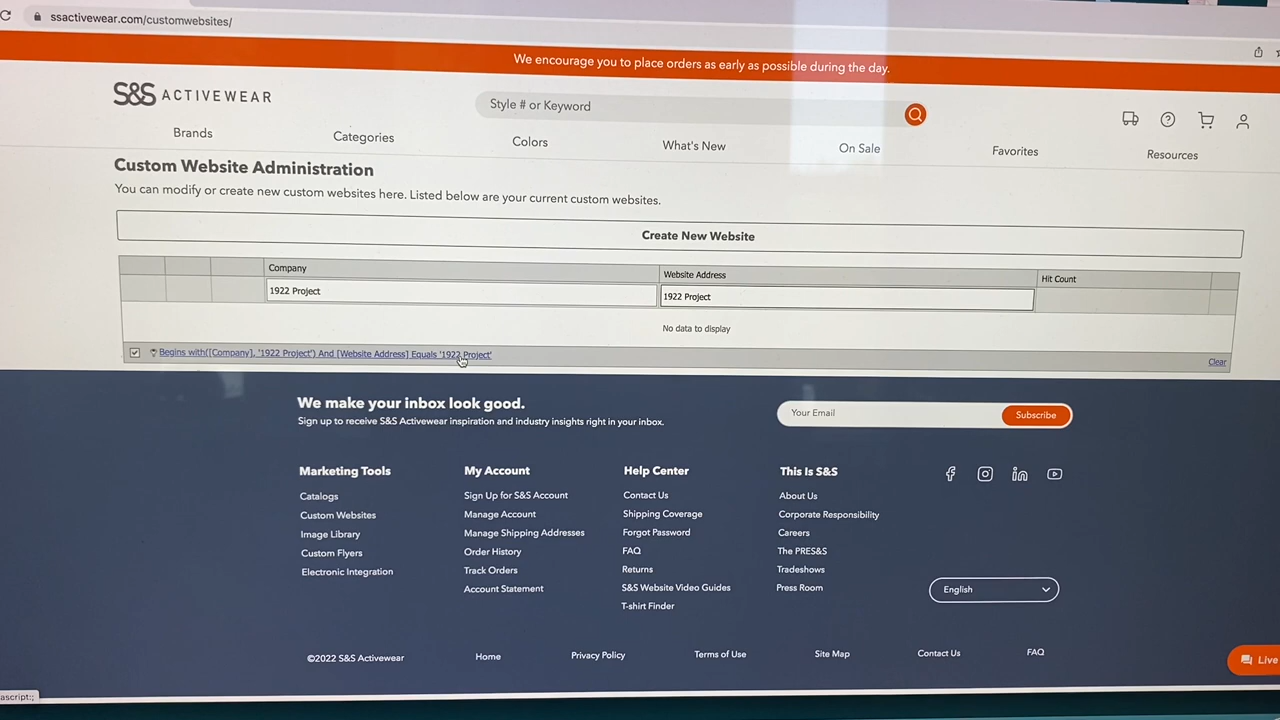 ssactivewear.com/customwebsites/
We encourage you to place orders as early as possible during the day.
S&S ACTIVEWEAR
Style # or Keyword
Brands Categories Colors What's New On Sale Favorites Resources
Custom Website Administration
You can modify or create new custom websites here. Listed below are your current custom websites.
Create New Website
Company Website Address Hit Count
1922 Project 1922 Project
No data to display
Begins with([Company], '1922 Project') And [Website Address] Equals '1922 Project' Clear
We make your inbox look good.
Sign up to receive S&S Activewear inspiration and industry insights right in your inbox.
Your Email Subscribe
Marketing Tools
Catalogs
Custom Websites
Image Library
Custom Flyers
Electronic Integration
My Account
Sign Up for S&S Account
Manage Account
Manage Shipping Addresses
Order History
Track Orders
Account Statement
Help Center
Contact Us
Shipping Coverage
Forgot Password
FAQ
Returns
S&S Website Video Guides
T-shirt Finder
This Is S&S
About Us
Corporate Responsibility
Careers
The PRES&S
Tradeshows
Press Room
English
©2022 S&S Activewear Home Privacy Policy Terms of Use Site Map Contact Us FAQ
Live
ascript:;